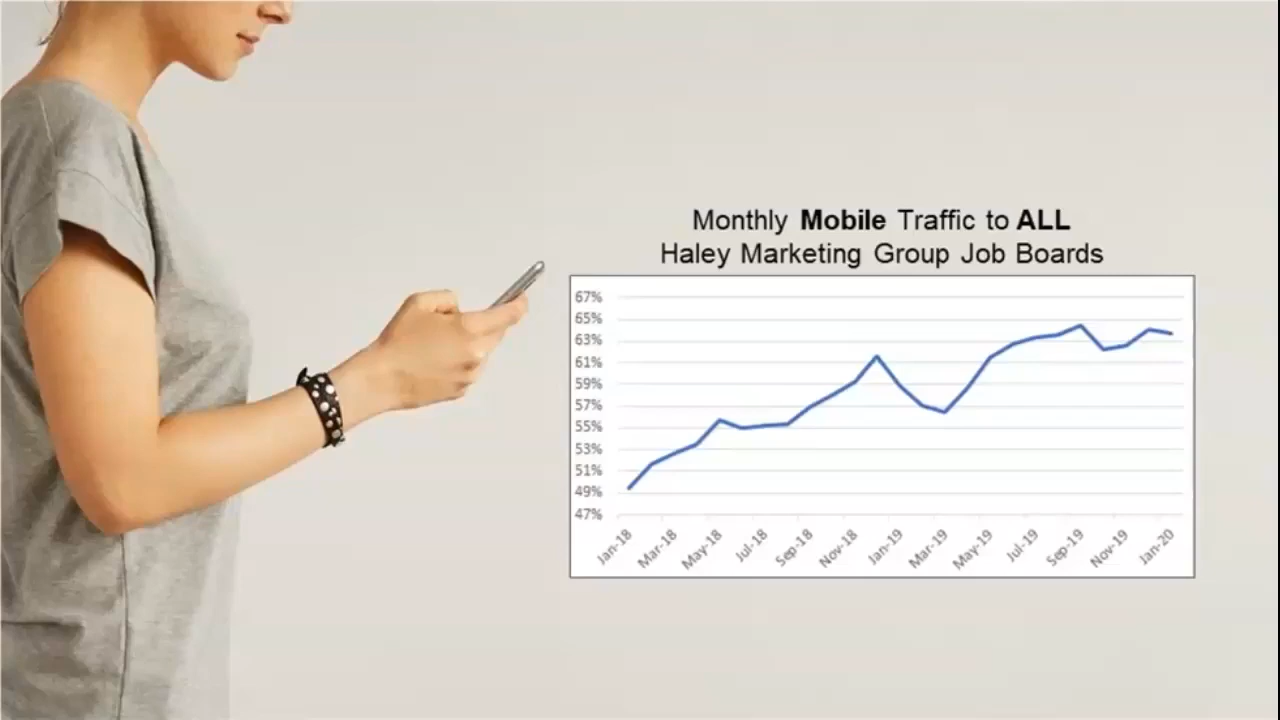 Monthly Mobile Traffic to ALL
Haley Marketing Group Job Boards
67%
65%
63%
61%
59%
57%
55%
53%
51%
49%
47%
Jan-18
Mar-18
May-18
Jul-18
Sep-18
Nov-18
Jan-19
Mar-19
May-19
Jul-19
Sep-19
Nov-19
Jan-20